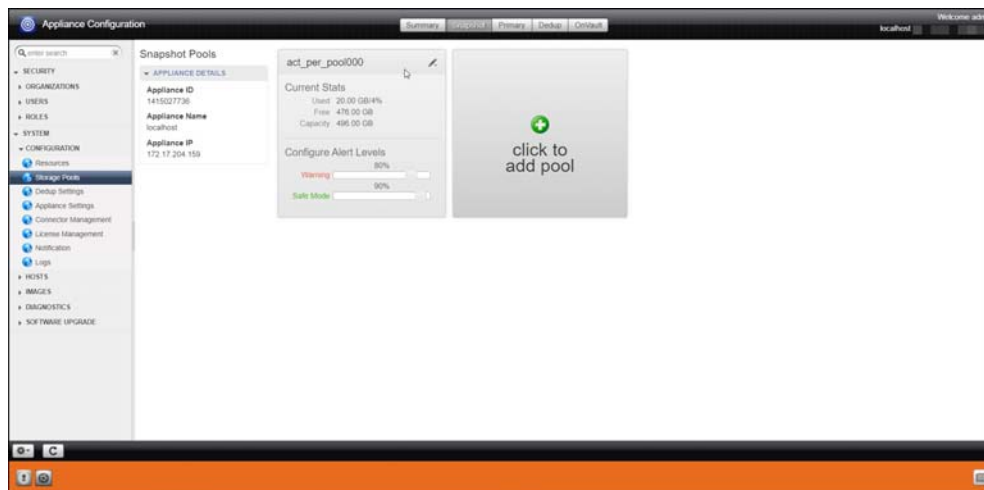 Appliance Configuration
Summary Snapshot Primary Dedup OnVault
Welcome adm
localhost
enter search
SECURITY
ORGANIZATIONS
USERS
ROLES
SYSTEM
CONFIGURATION
Resources
Storage Pools
Dedup Settings
Appliance Settings
Connector Management
License Management
Notification
Logs
HOSTS
IMAGES
DIAGNOSTICS
SOFTWARE UPGRADE
Snapshot Pools
APPLIANCE DETAILS
Appliance ID
1415027736
Appliance Name
localhost
Appliance IP
172.17.204.159
act_per_pool000
Current Stats
Used 20.00 GB/4%
Free 476.00 GB
Capacity 496.00 GB
Configure Alert Levels
80%
Warning
90%
Safe Mode
click to
add pool